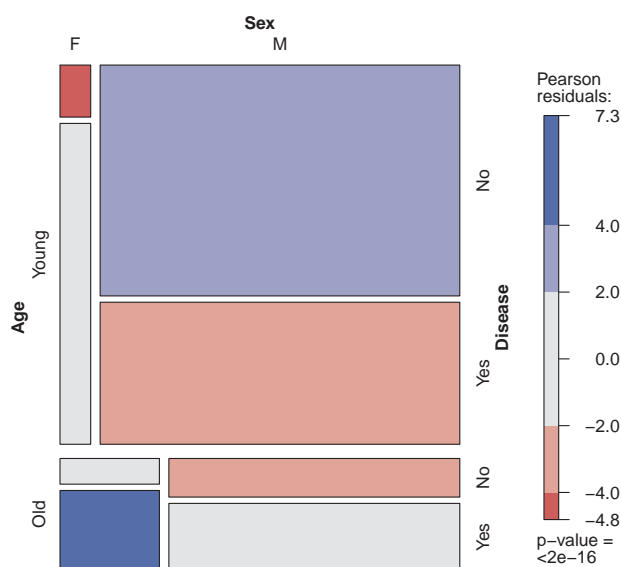 Sex
F M
Pearson
residuals:
7.3
4.0
2.0
0.0
−2.0
−4.0
−4.8
p−value =
<2e−16
Age
Young
Old
Disease
No
Yes
No
Yes